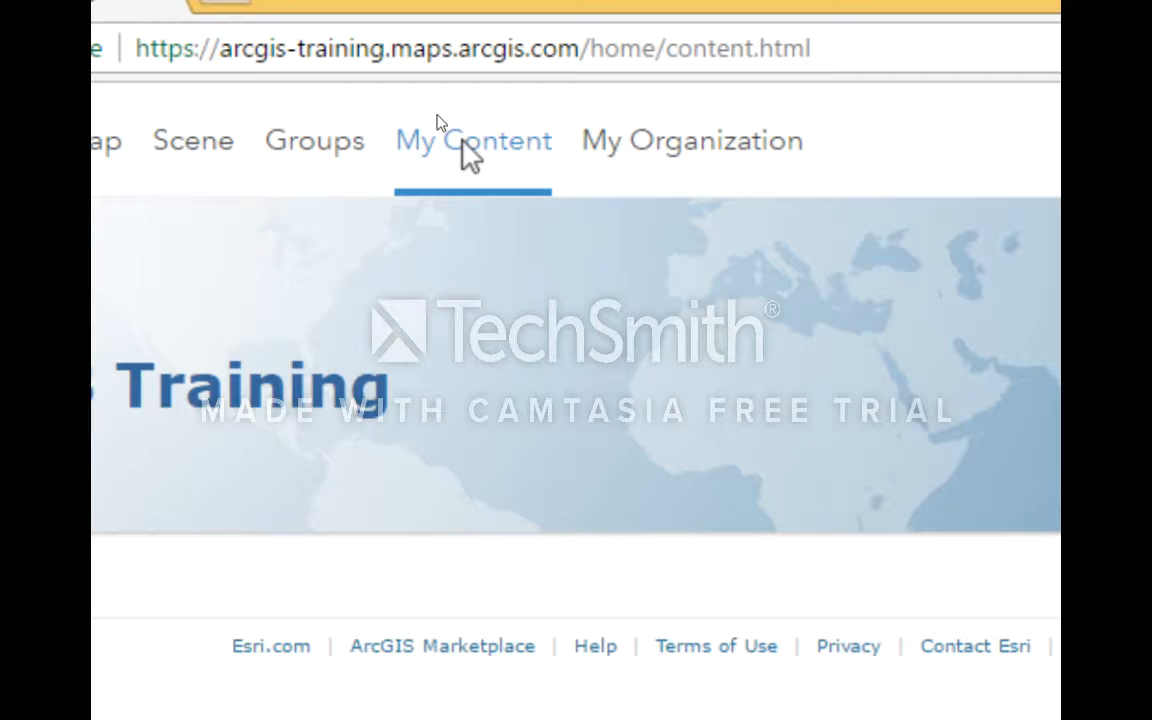 e https://arcgis-training.maps.arcgis.com/home/content.html
ap Scene Groups My Content My Organization
TechSmith®
s Training
MADE WITH CAMTASIA FREE TRIAL
Esri.com | ArcGIS Marketplace | Help | Terms of Use | Privacy | Contact Esri |